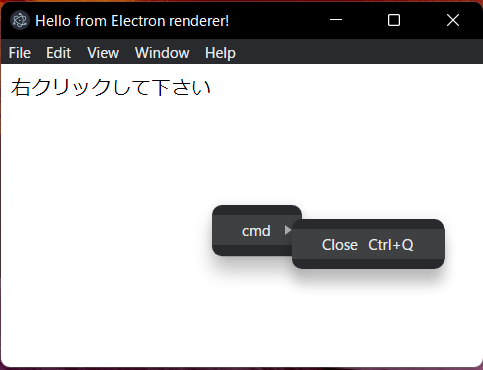 Hello from Electron renderer!
File Edit View Window Help
右クリックして下さい
cmd
Close Ctrl+Q